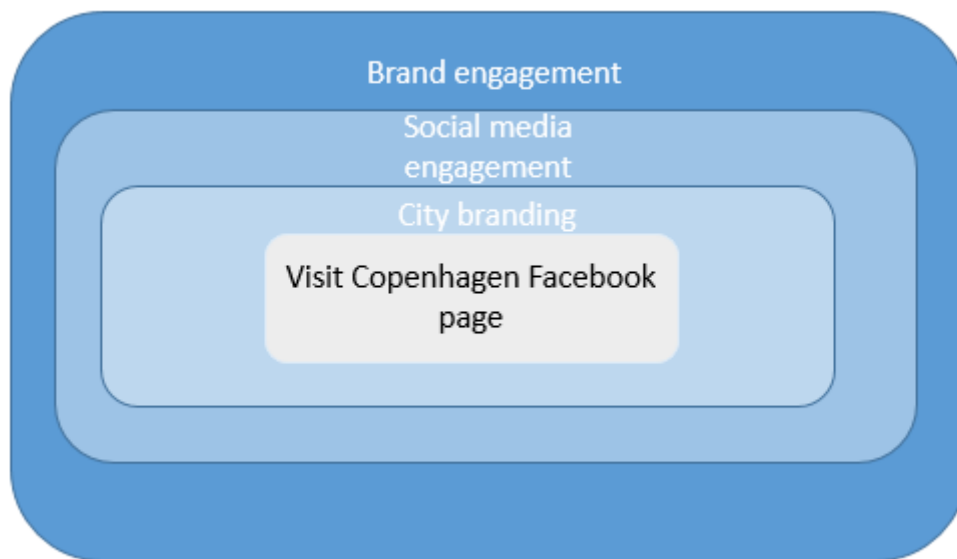 Brand engagement
Social media
engagement
City branding
Visit Copenhagen Facebook
page